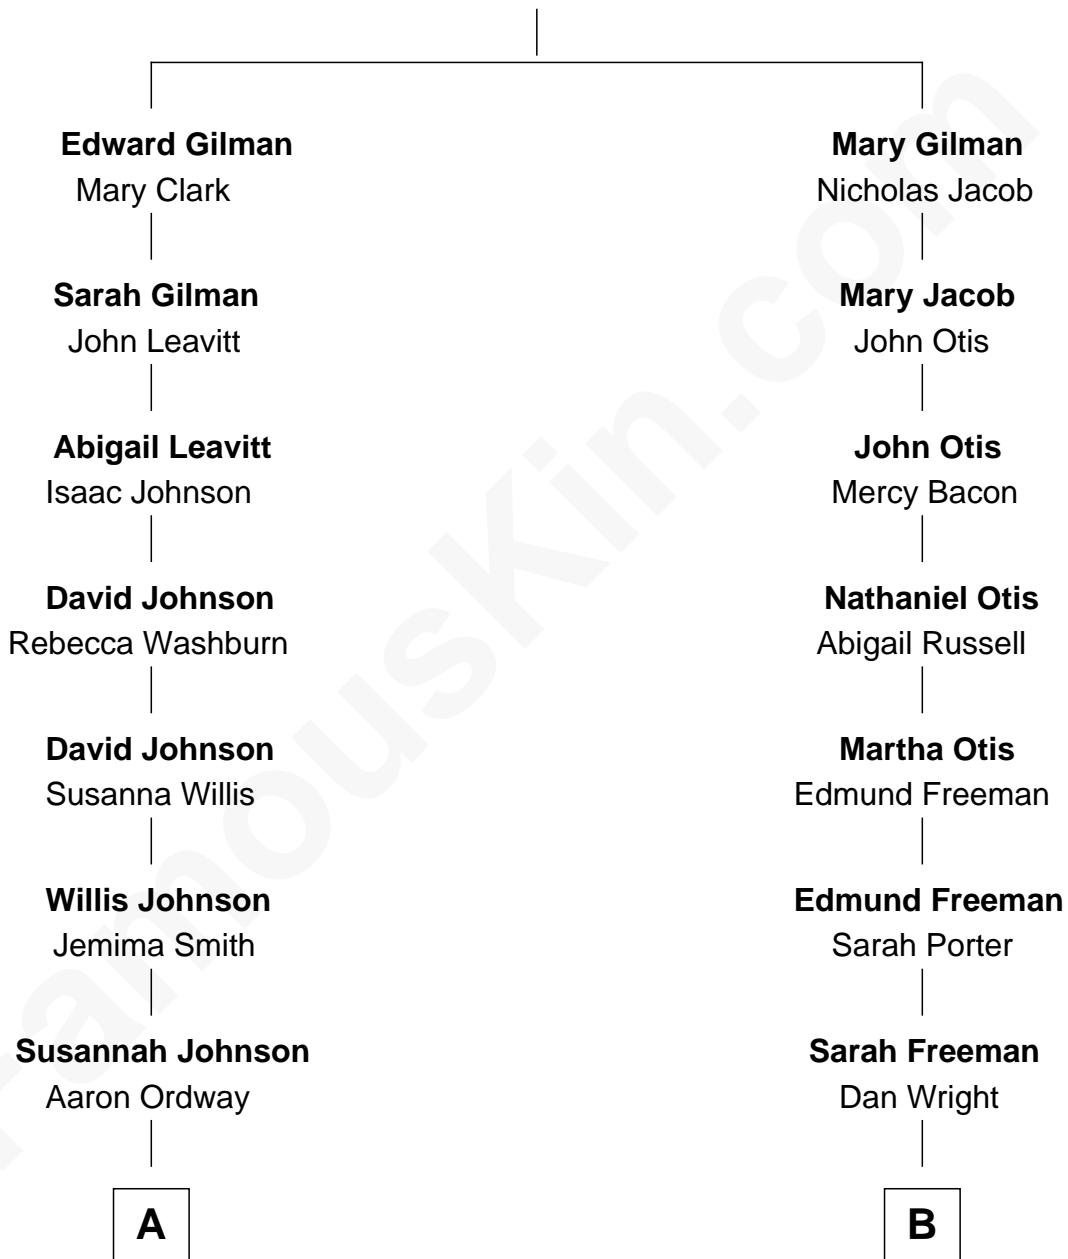 Edward Gilman
Mary Clark
Sarah Gilman
John Leavitt
Abigail Leavitt
Isaac Johnson
David Johnson
Rebecca Washburn
David Johnson
Susanna Willis
Willis Johnson
Jemima Smith
Susannah Johnson
Aaron Ordway
A
Mary Gilman
Nicholas Jacob
Mary Jacob
John Otis
John Otis
Mercy Bacon
Nathaniel Otis
Abigail Russell
Martha Otis
Edmund Freeman
Edmund Freeman
Sarah Porter
Sarah Freeman
Dan Wright
B
FamousKin.com